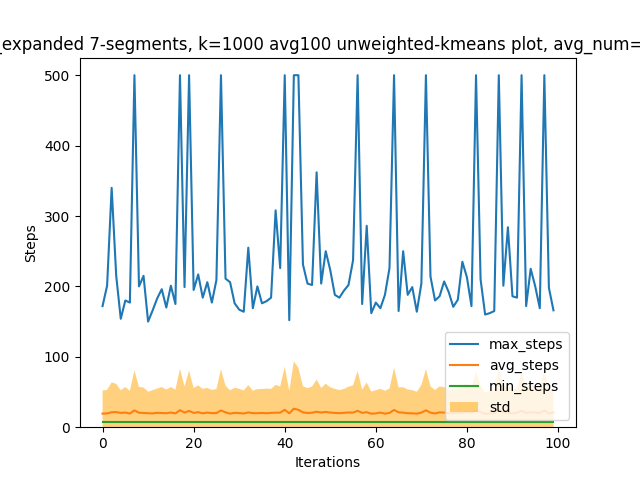 _expanded 7-segments, k=1000 avg100 unweighted-kmeans plot, avg_num=
500
400
300
200
100
0
Steps
0
20
40
60
80
100
Iterations
max_steps
avg_steps
min_steps
std